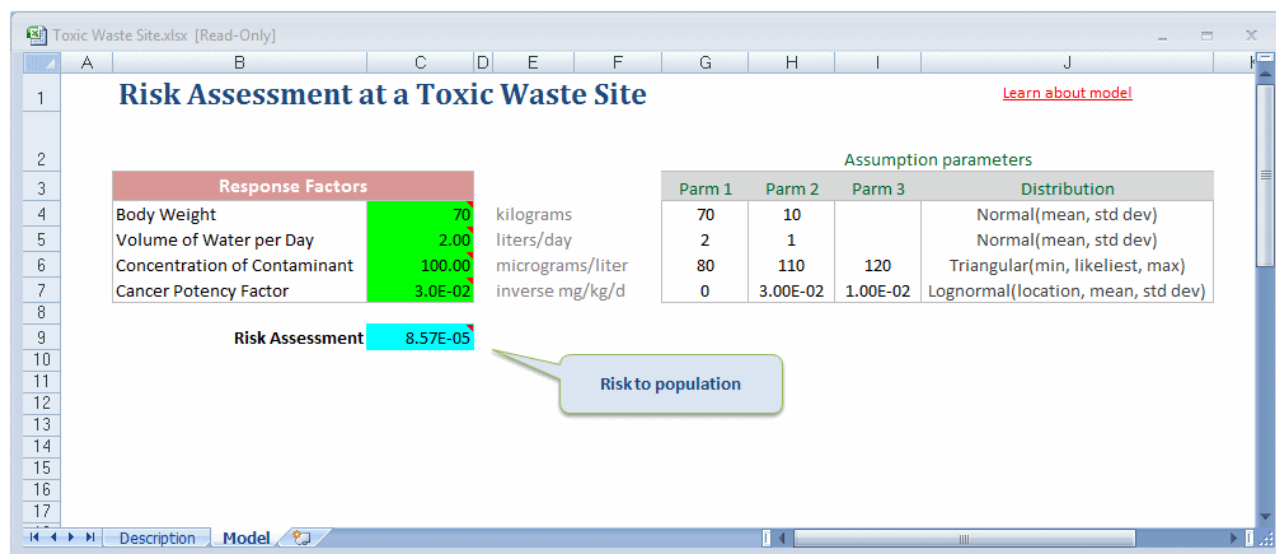 Toxic Waste Site.xlsx [Read-Only]
A B C D E F G H I J K
1 Risk Assessment at a Toxic Waste Site Learn about model
2 Assumption parameters
3 Response Factors Parm 1 Parm 2 Parm 3 Distribution
4 Body Weight 70 kilograms 70 10 Normal(mean, std dev)
5 Volume of Water per Day 2.00 liters/day 2 1 Normal(mean, std dev)
6 Concentration of Contaminant 100.00 micrograms/liter 80 110 120 Triangular(min, likeliest, max)
7 Cancer Potency Factor 3.0E-02 inverse mg/kg/d 0 3.00E-02 1.00E-02 Lognormal(location, mean, std dev)
8
9 Risk Assessment 8.57E-05
10
11 Risk to population
12
13
14
15
16
17
Description Model